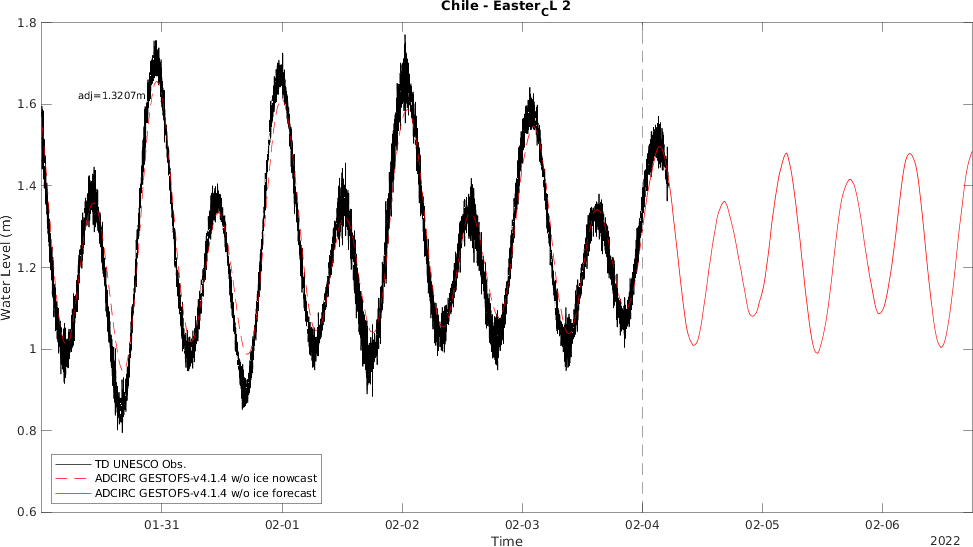 Chile - Easter_CL 2
1.8
1.6
1.4
1.2
1
0.8
0.6
Water Level (m)
adj=1.3207m
TD UNESCO Obs.
ADCIRC GESTOFS-v4.1.4 w/o ice nowcast
ADCIRC GESTOFS-v4.1.4 w/o ice forecast
01-31 02-01 02-02 02-03 02-04 02-05 02-06
Time
2022